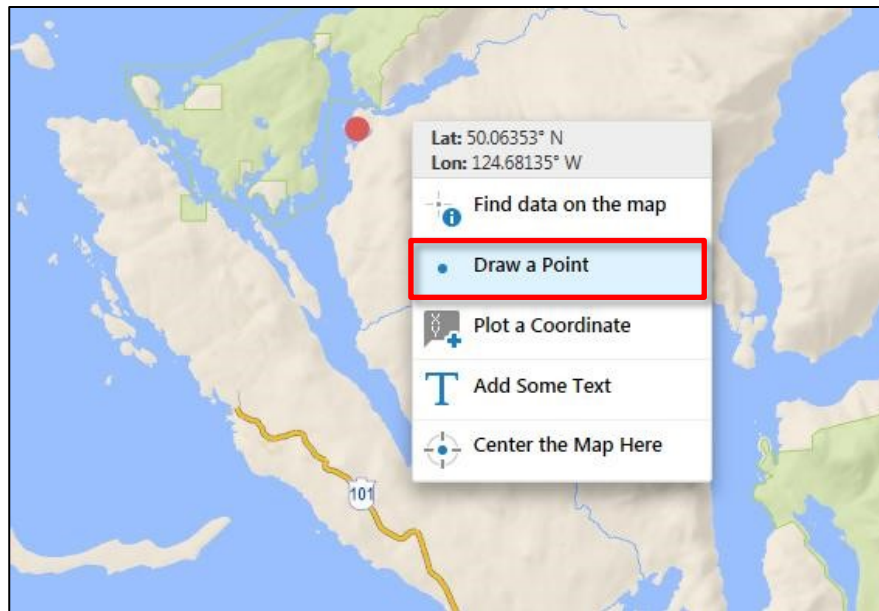 Lat: 50.06353° N
Lon: 124.68135° W
Find data on the map
Draw a Point
Plot a Coordinate
T Add Some Text
Center the Map Here
101